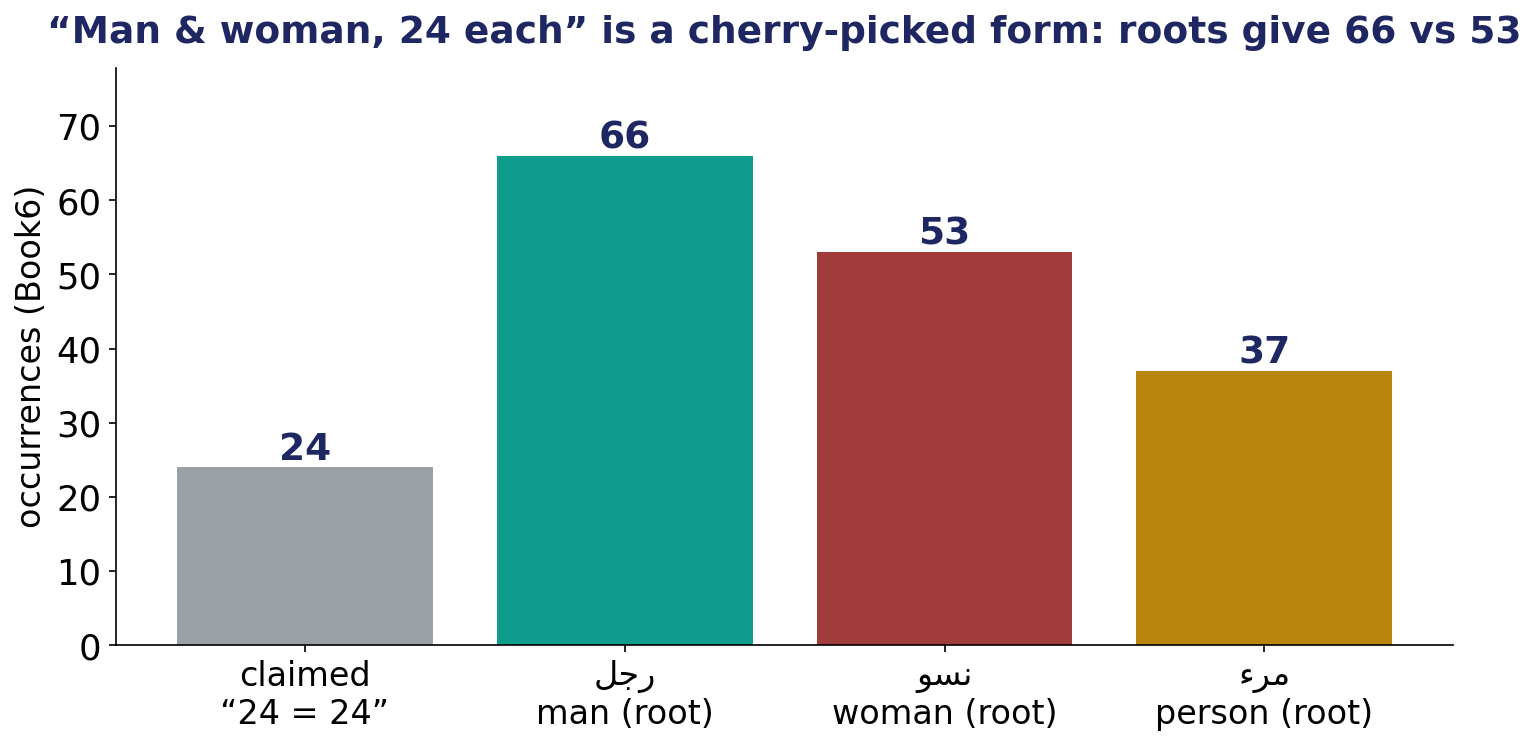 “Man & woman, 24 each” is a cherry-picked form: roots give 66 vs 53
occurrences (Book6)
70
60
50
40
30
20
10
0
24
66
53
37
claimed
“24 = 24”
رجل
man (root)
نسو
woman (root)
مرء
person (root)